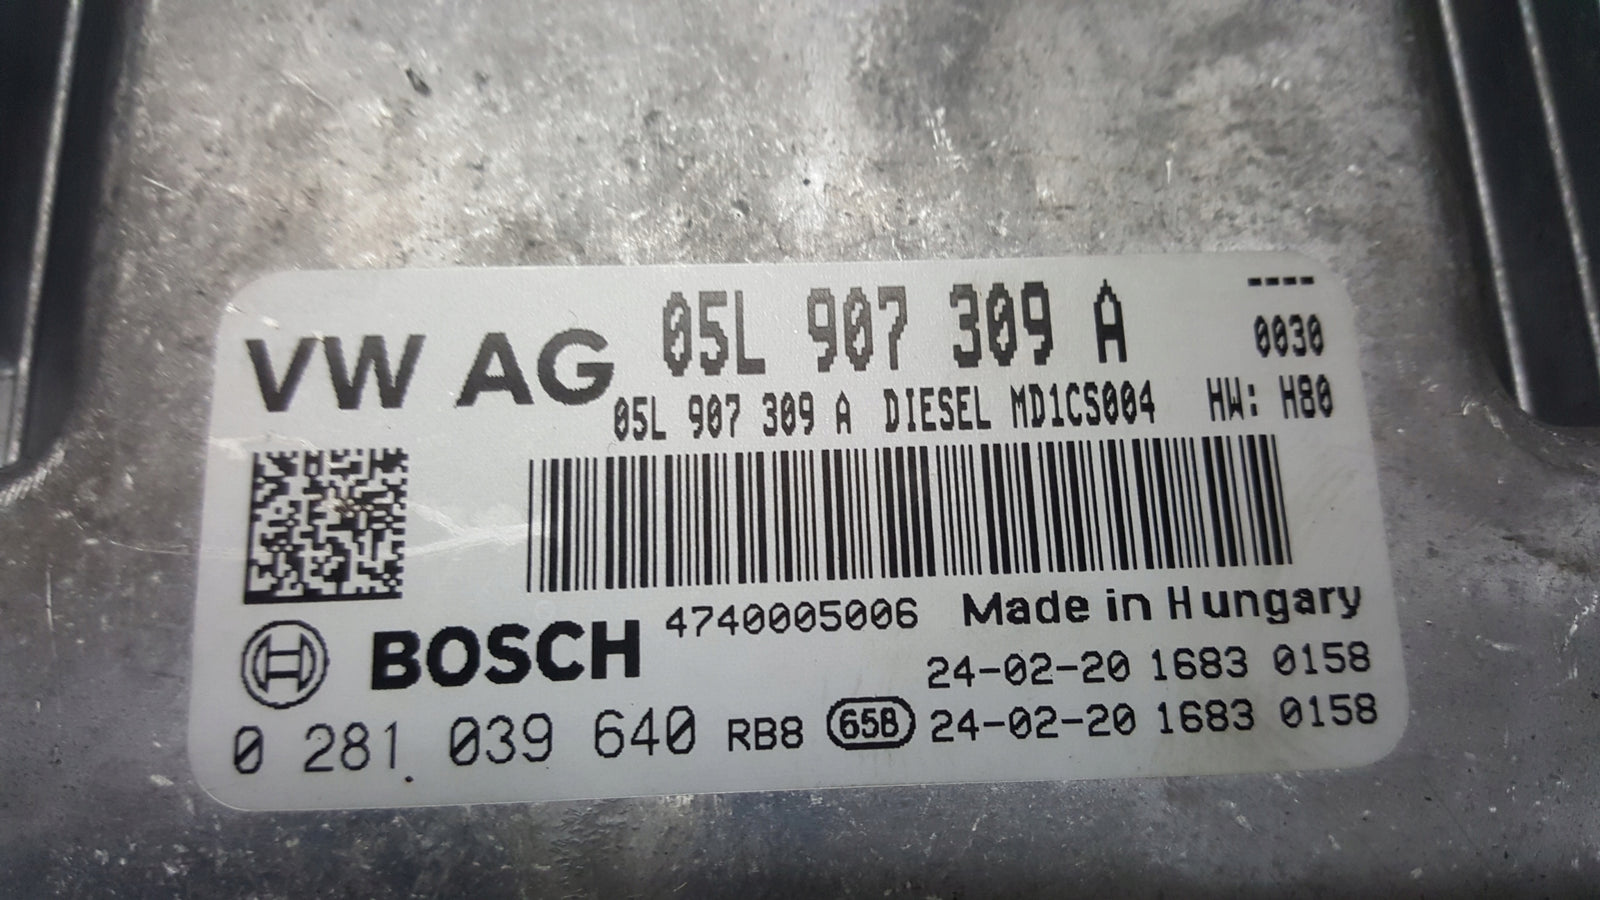 ----
VW AG 05L 907 309 A 0030
05L 907 309 A DIESEL MD1CS004 HW: H80
BOSCH 4740005006 Made in Hungary
24-02-20 1683 0158
0 281 039 640 RB8 65B 24-02-20 1683 0158